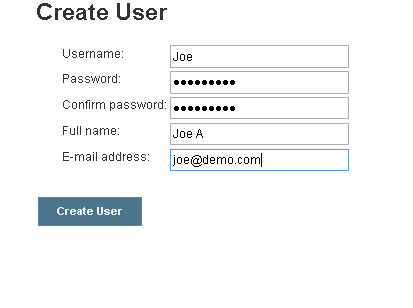 Create User
Username: Joe
Password: •••••••••
Confirm password: •••••••••
Full name: Joe A
E-mail address: joe@demo.com
Create User